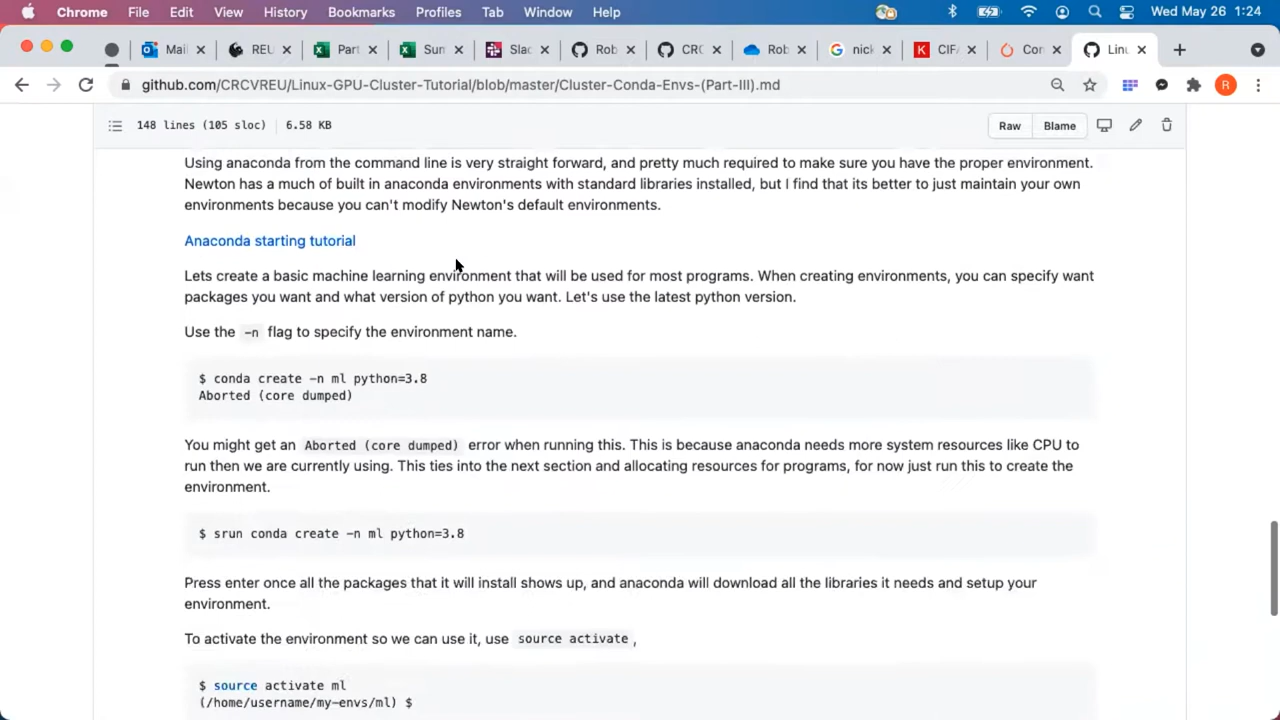 Chrome File Edit View History Bookmarks Profiles Tab Window Help Wed May 26 1:24
Mail REU Part Sum Slac Rob CRC Rob nick CIFA Con Linu
github.com/CRCVREU/Linux-GPU-Cluster-Tutorial/blob/master/Cluster-Conda-Envs-(Part-III).md R
148 lines (105 sloc) 6.58 KB Raw Blame
Using anaconda from the command line is very straight forward, and pretty much required to make sure you have the proper environment.
Newton has a much of built in anaconda environments with standard libraries installed, but I find that its better to just maintain your own
environments because you can't modify Newton's default environments.
Anaconda starting tutorial
Lets create a basic machine learning environment that will be used for most programs. When creating environments, you can specify want
packages you want and what version of python you want. Let's use the latest python version.
Use the -n flag to specify the environment name.
$ conda create -n ml python=3.8
Aborted (core dumped)
You might get an Aborted (core dumped) error when running this. This is because anaconda needs more system resources like CPU to
run then we are currently using. This ties into the next section and allocating resources for programs, for now just run this to create the
environment.
$ srun conda create -n ml python=3.8
Press enter once all the packages that it will install shows up, and anaconda will download all the libraries it needs and setup your
environment.
To activate the environment so we can use it, use source activate,
$ source activate ml
(/home/username/my-envs/ml) $